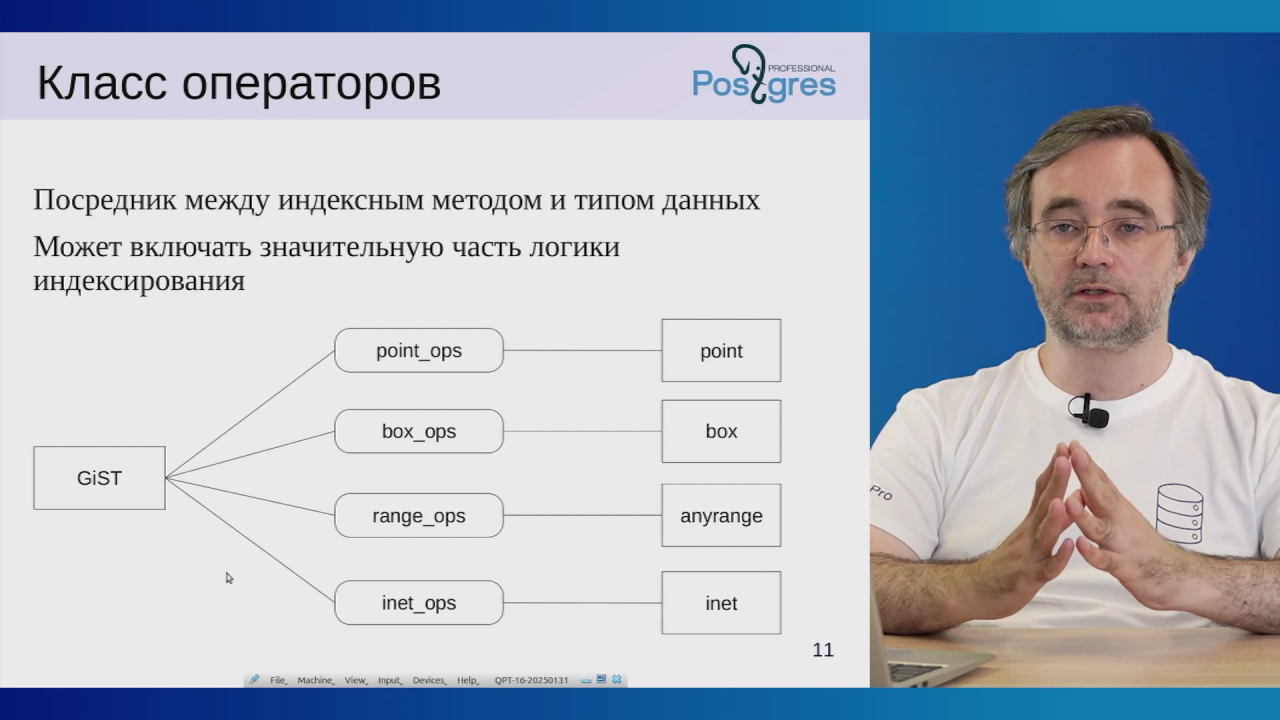 Класс операторов
PROFESSIONAL
Postgres
Посредник между индексным методом и типом данных
Может включать значительную часть логики
индексирования
point_ops
point
box_ops
box
GiST
range_ops
anyrange
inet_ops
inet
11
File
Machine
View
Input
Devices
Help
QPT-16-20250131
Pro